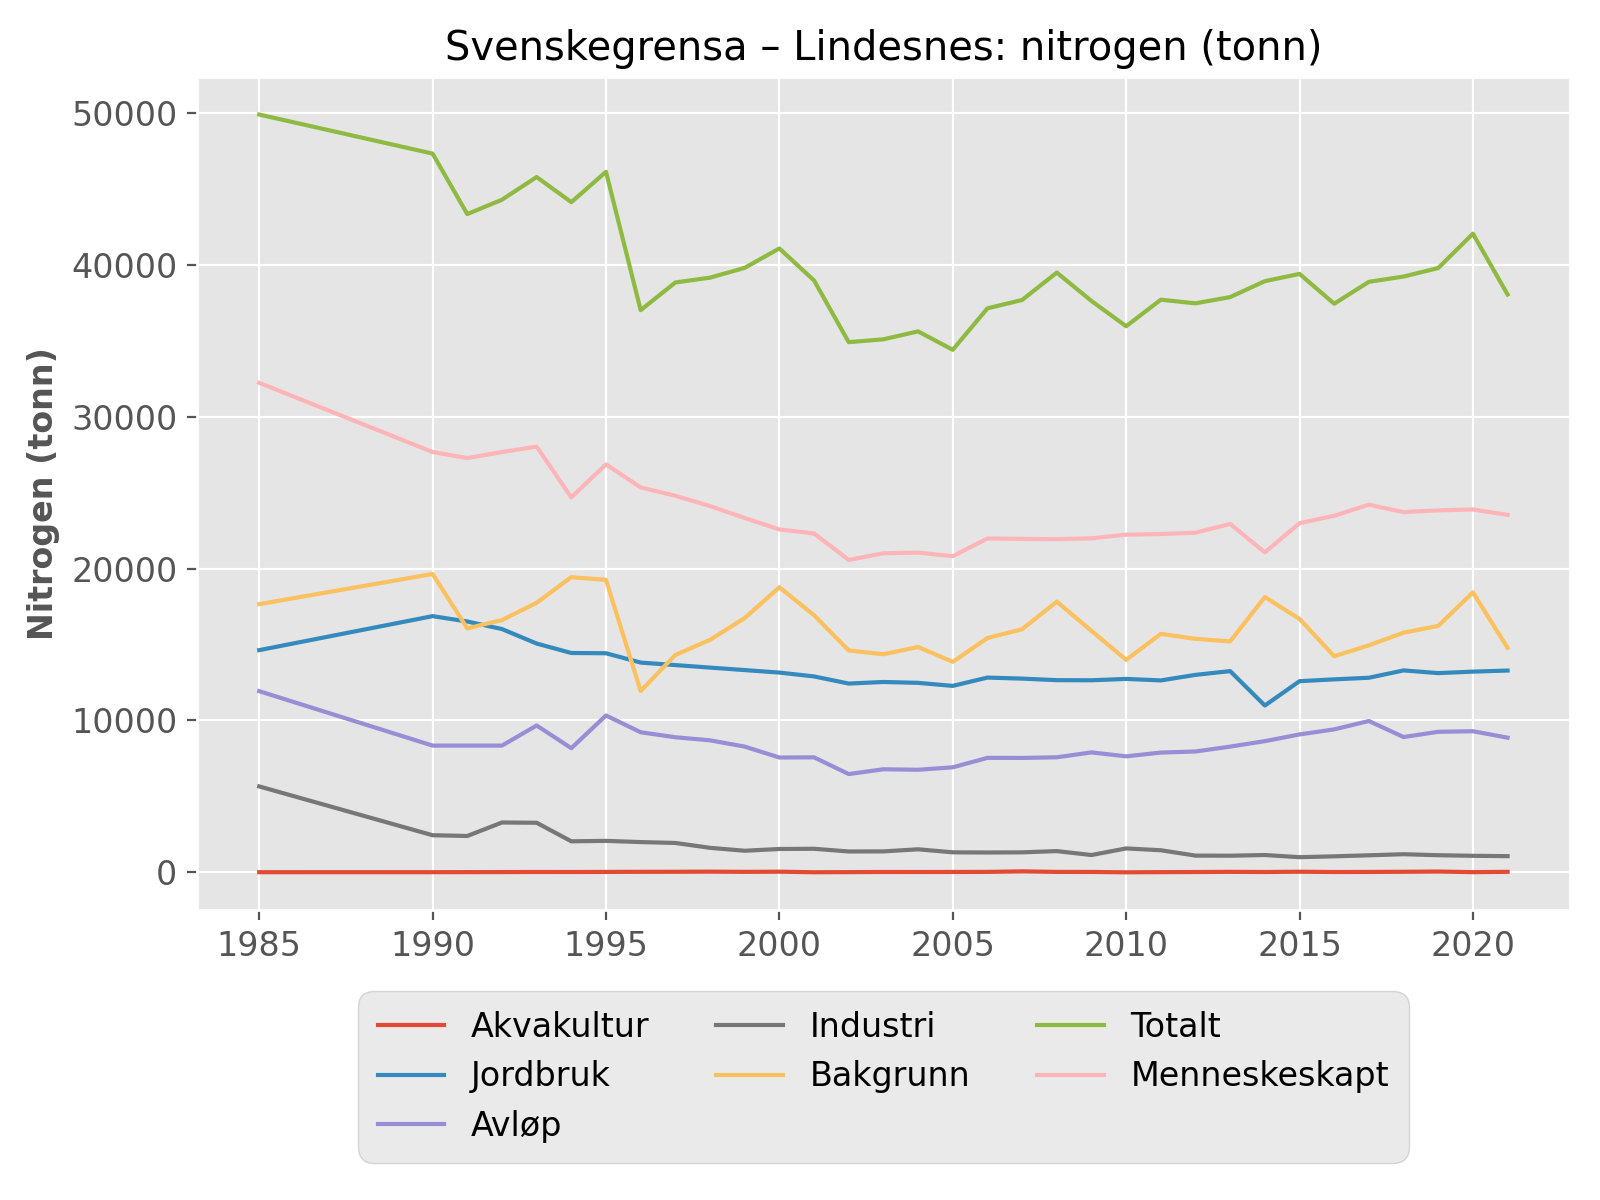 Svenskegrensa – Lindesnes: nitrogen (tonn)
Nitrogen (tonn)
50000
40000
30000
20000
10000
0
1985 1990 1995 2000 2005 2010 2015 2020
Akvakultur Industri Totalt
Jordbruk Bakgrunn Menneskeskapt
Avløp